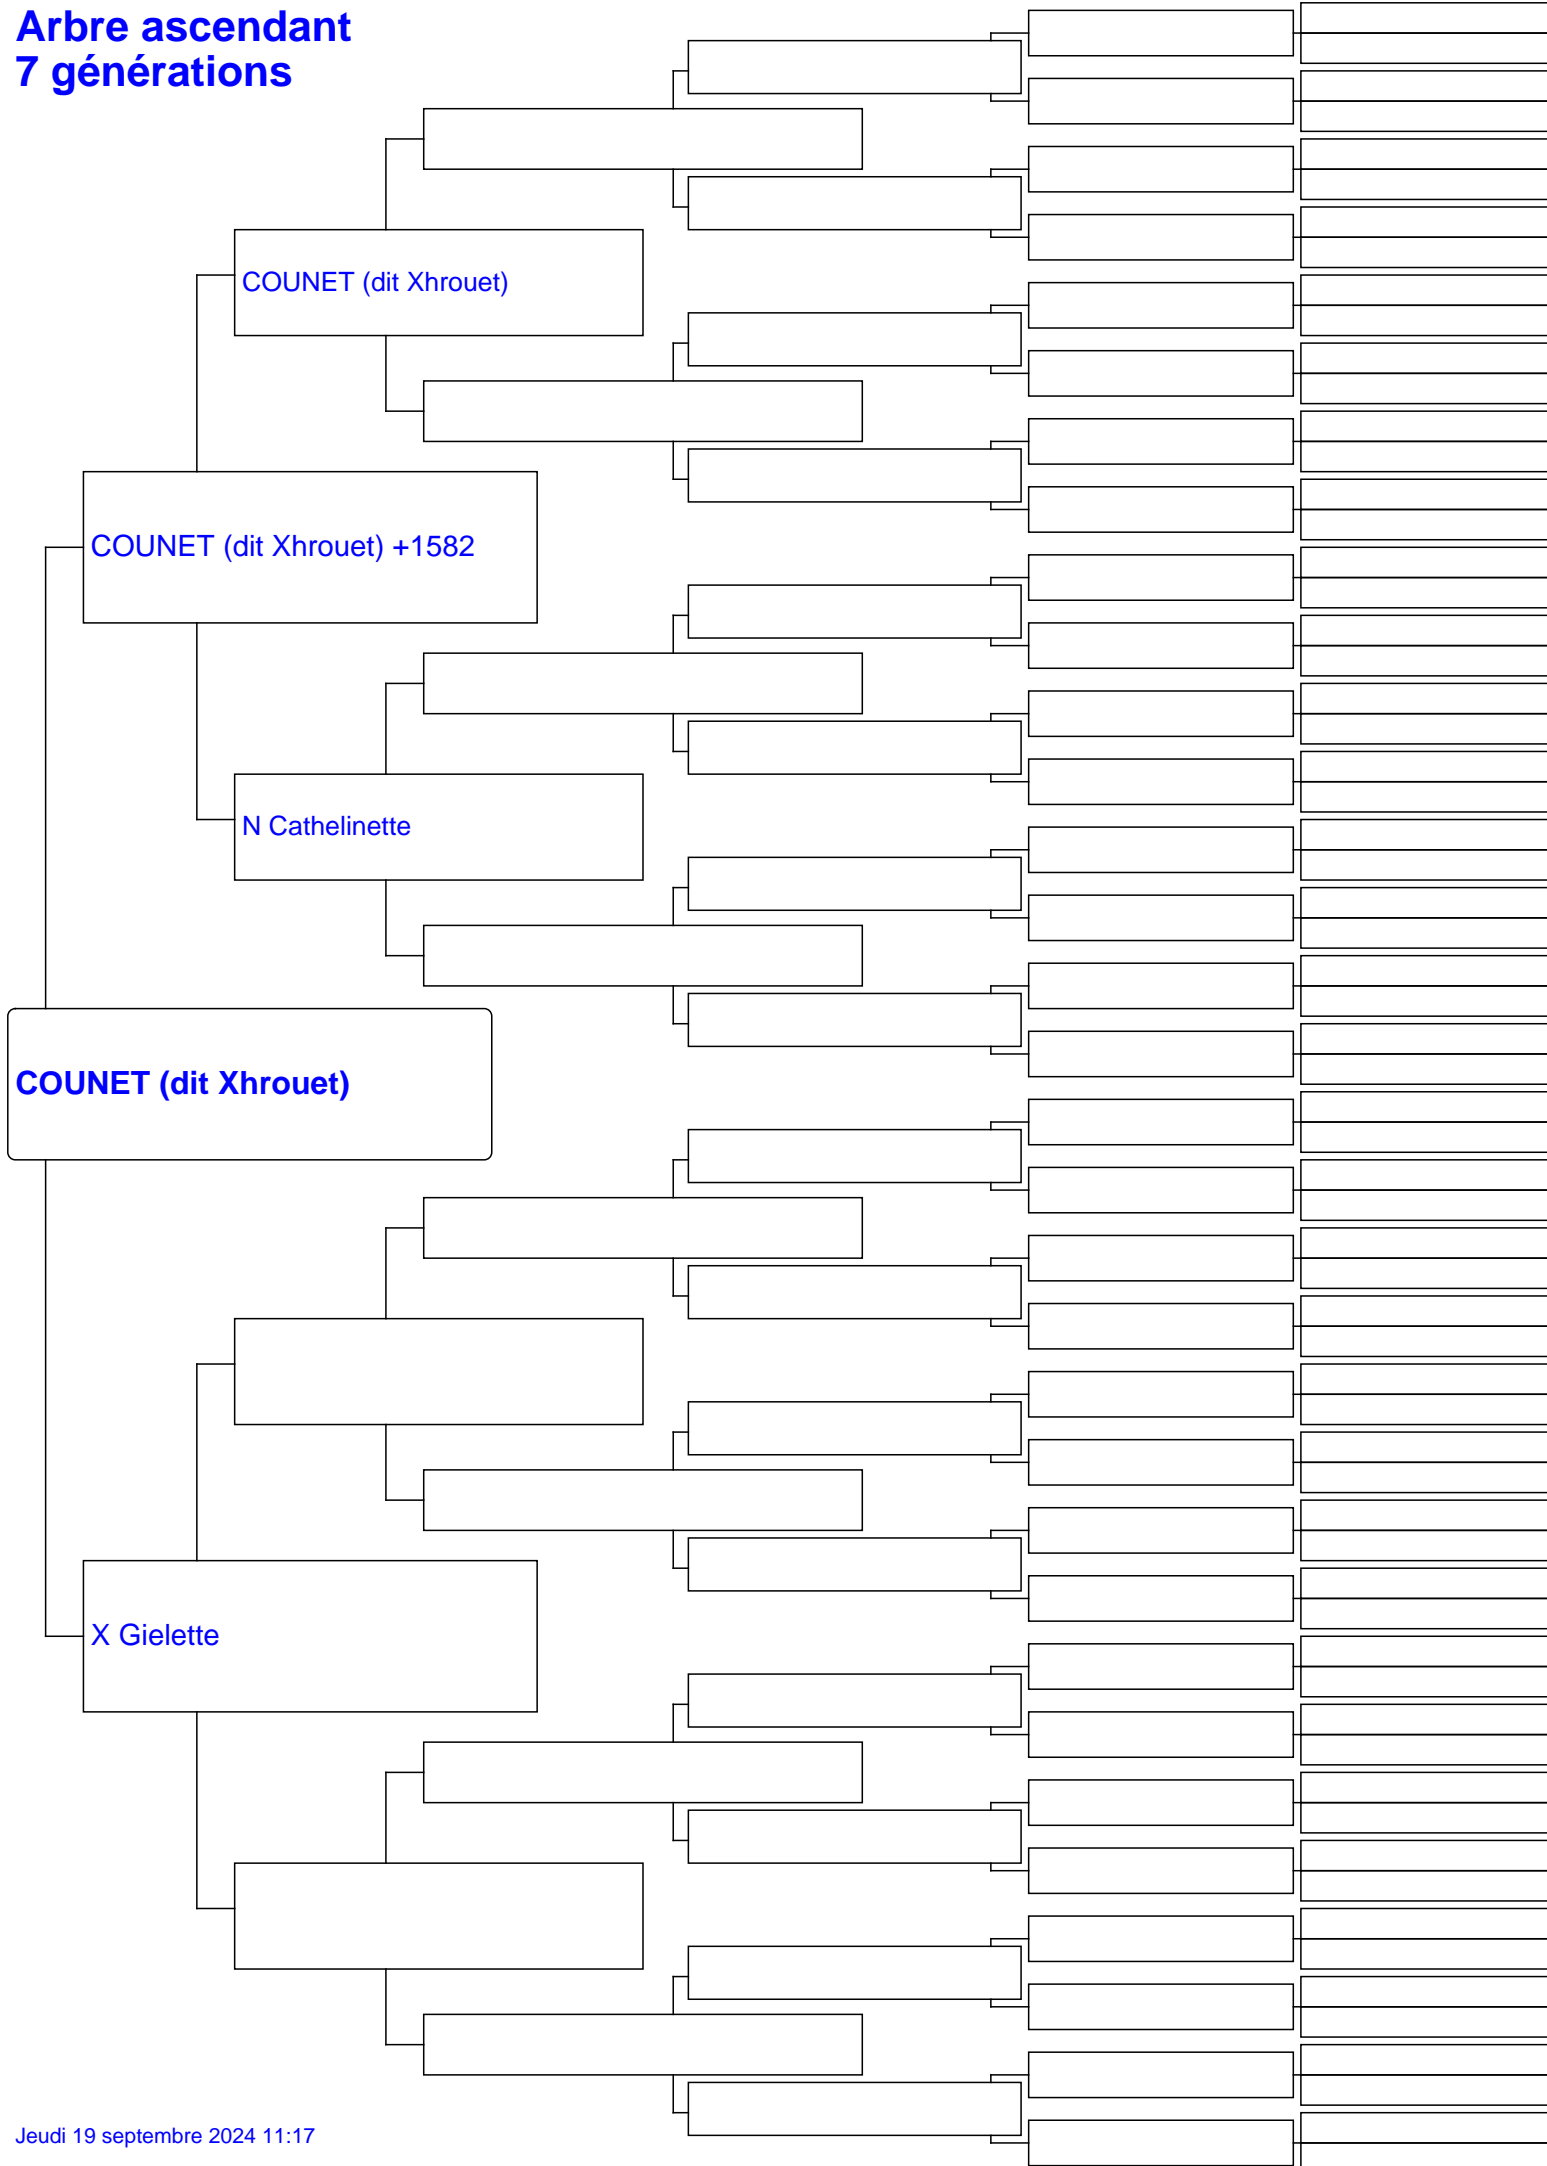 Arbre ascendant
7 générations
COUNET (dit Xhrouet)
COUNET (dit Xhrouet) +1582
N Cathelinette
COUNET (dit Xhrouet)
X Gielette
Jeudi 19 septembre 2024 11:17